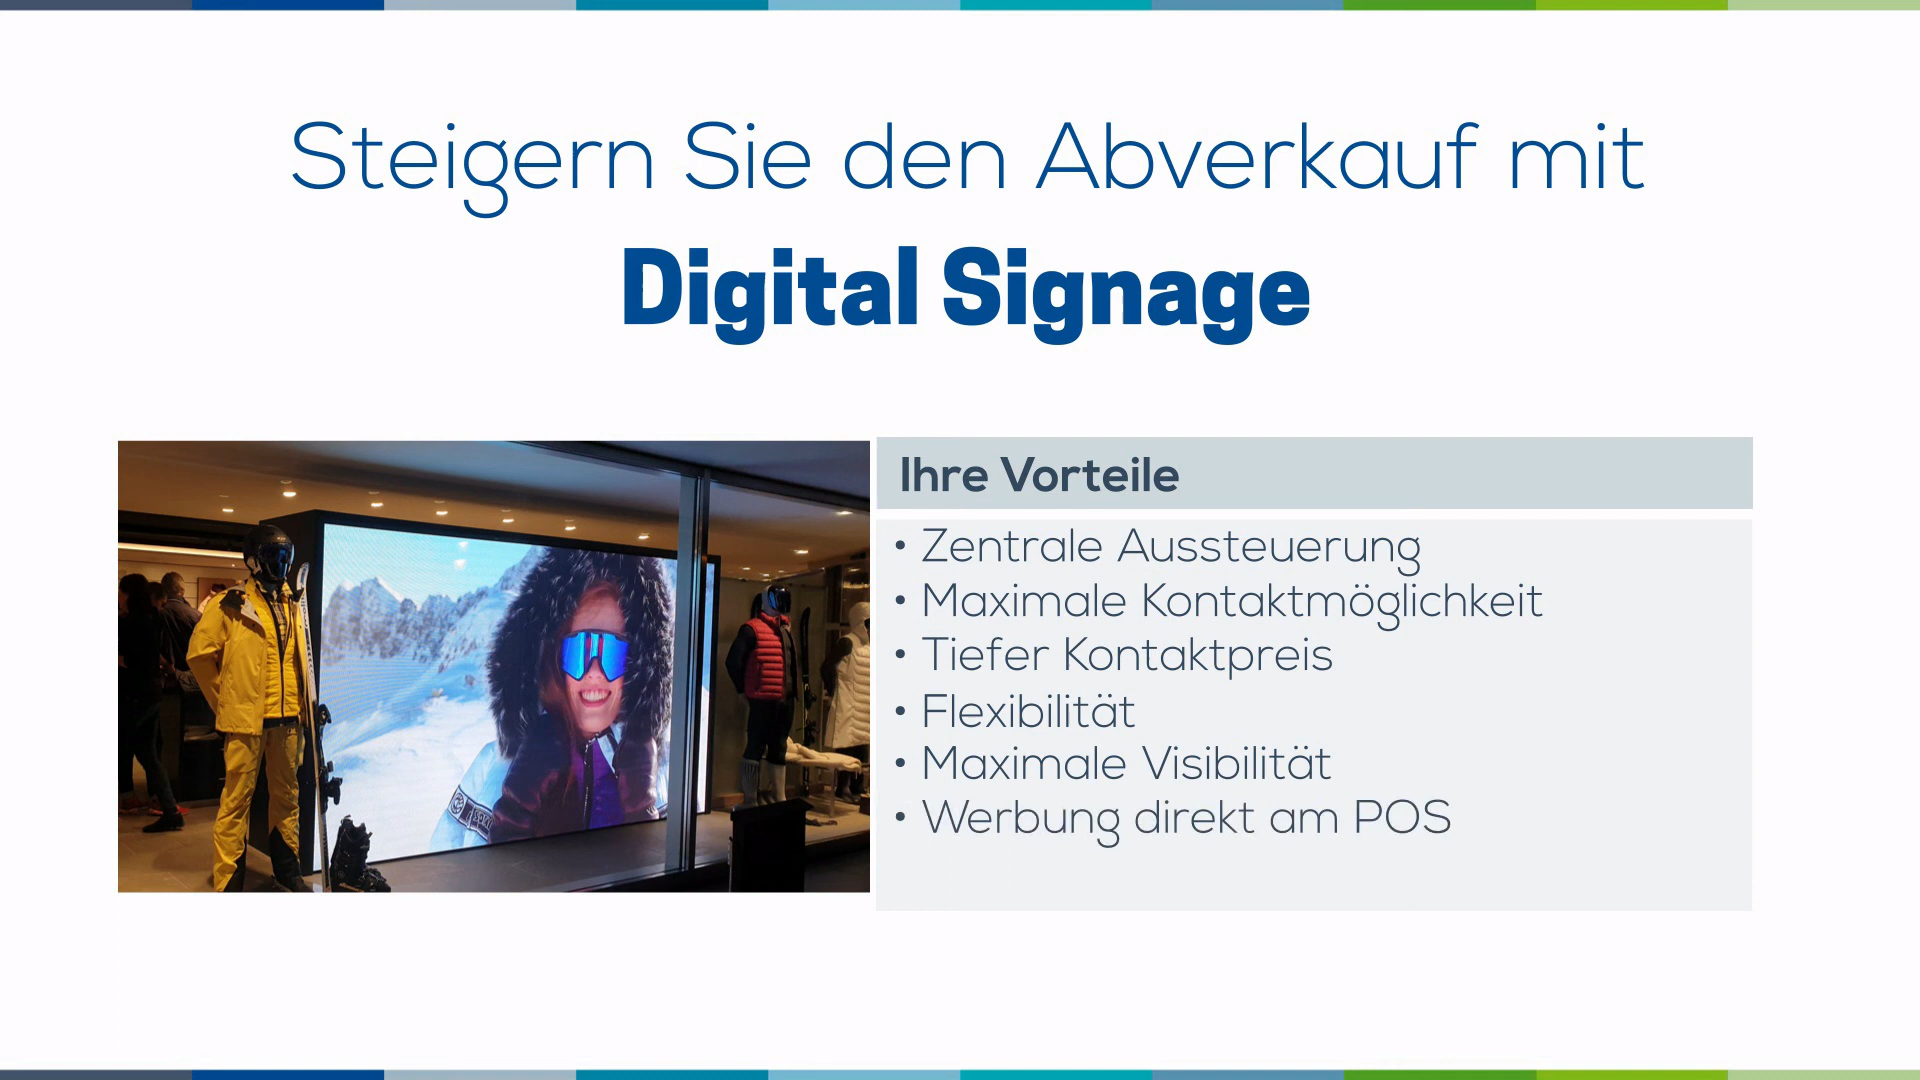 Steigern Sie den Abverkauf mit
Digital Signage
Ihre Vorteile
• Zentrale Aussteuerung
• Maximale Kontaktmöglichkeit
• Tiefer Kontaktpreis
• Flexibilität
• Maximale Visibilität
• Werbung direkt am POS